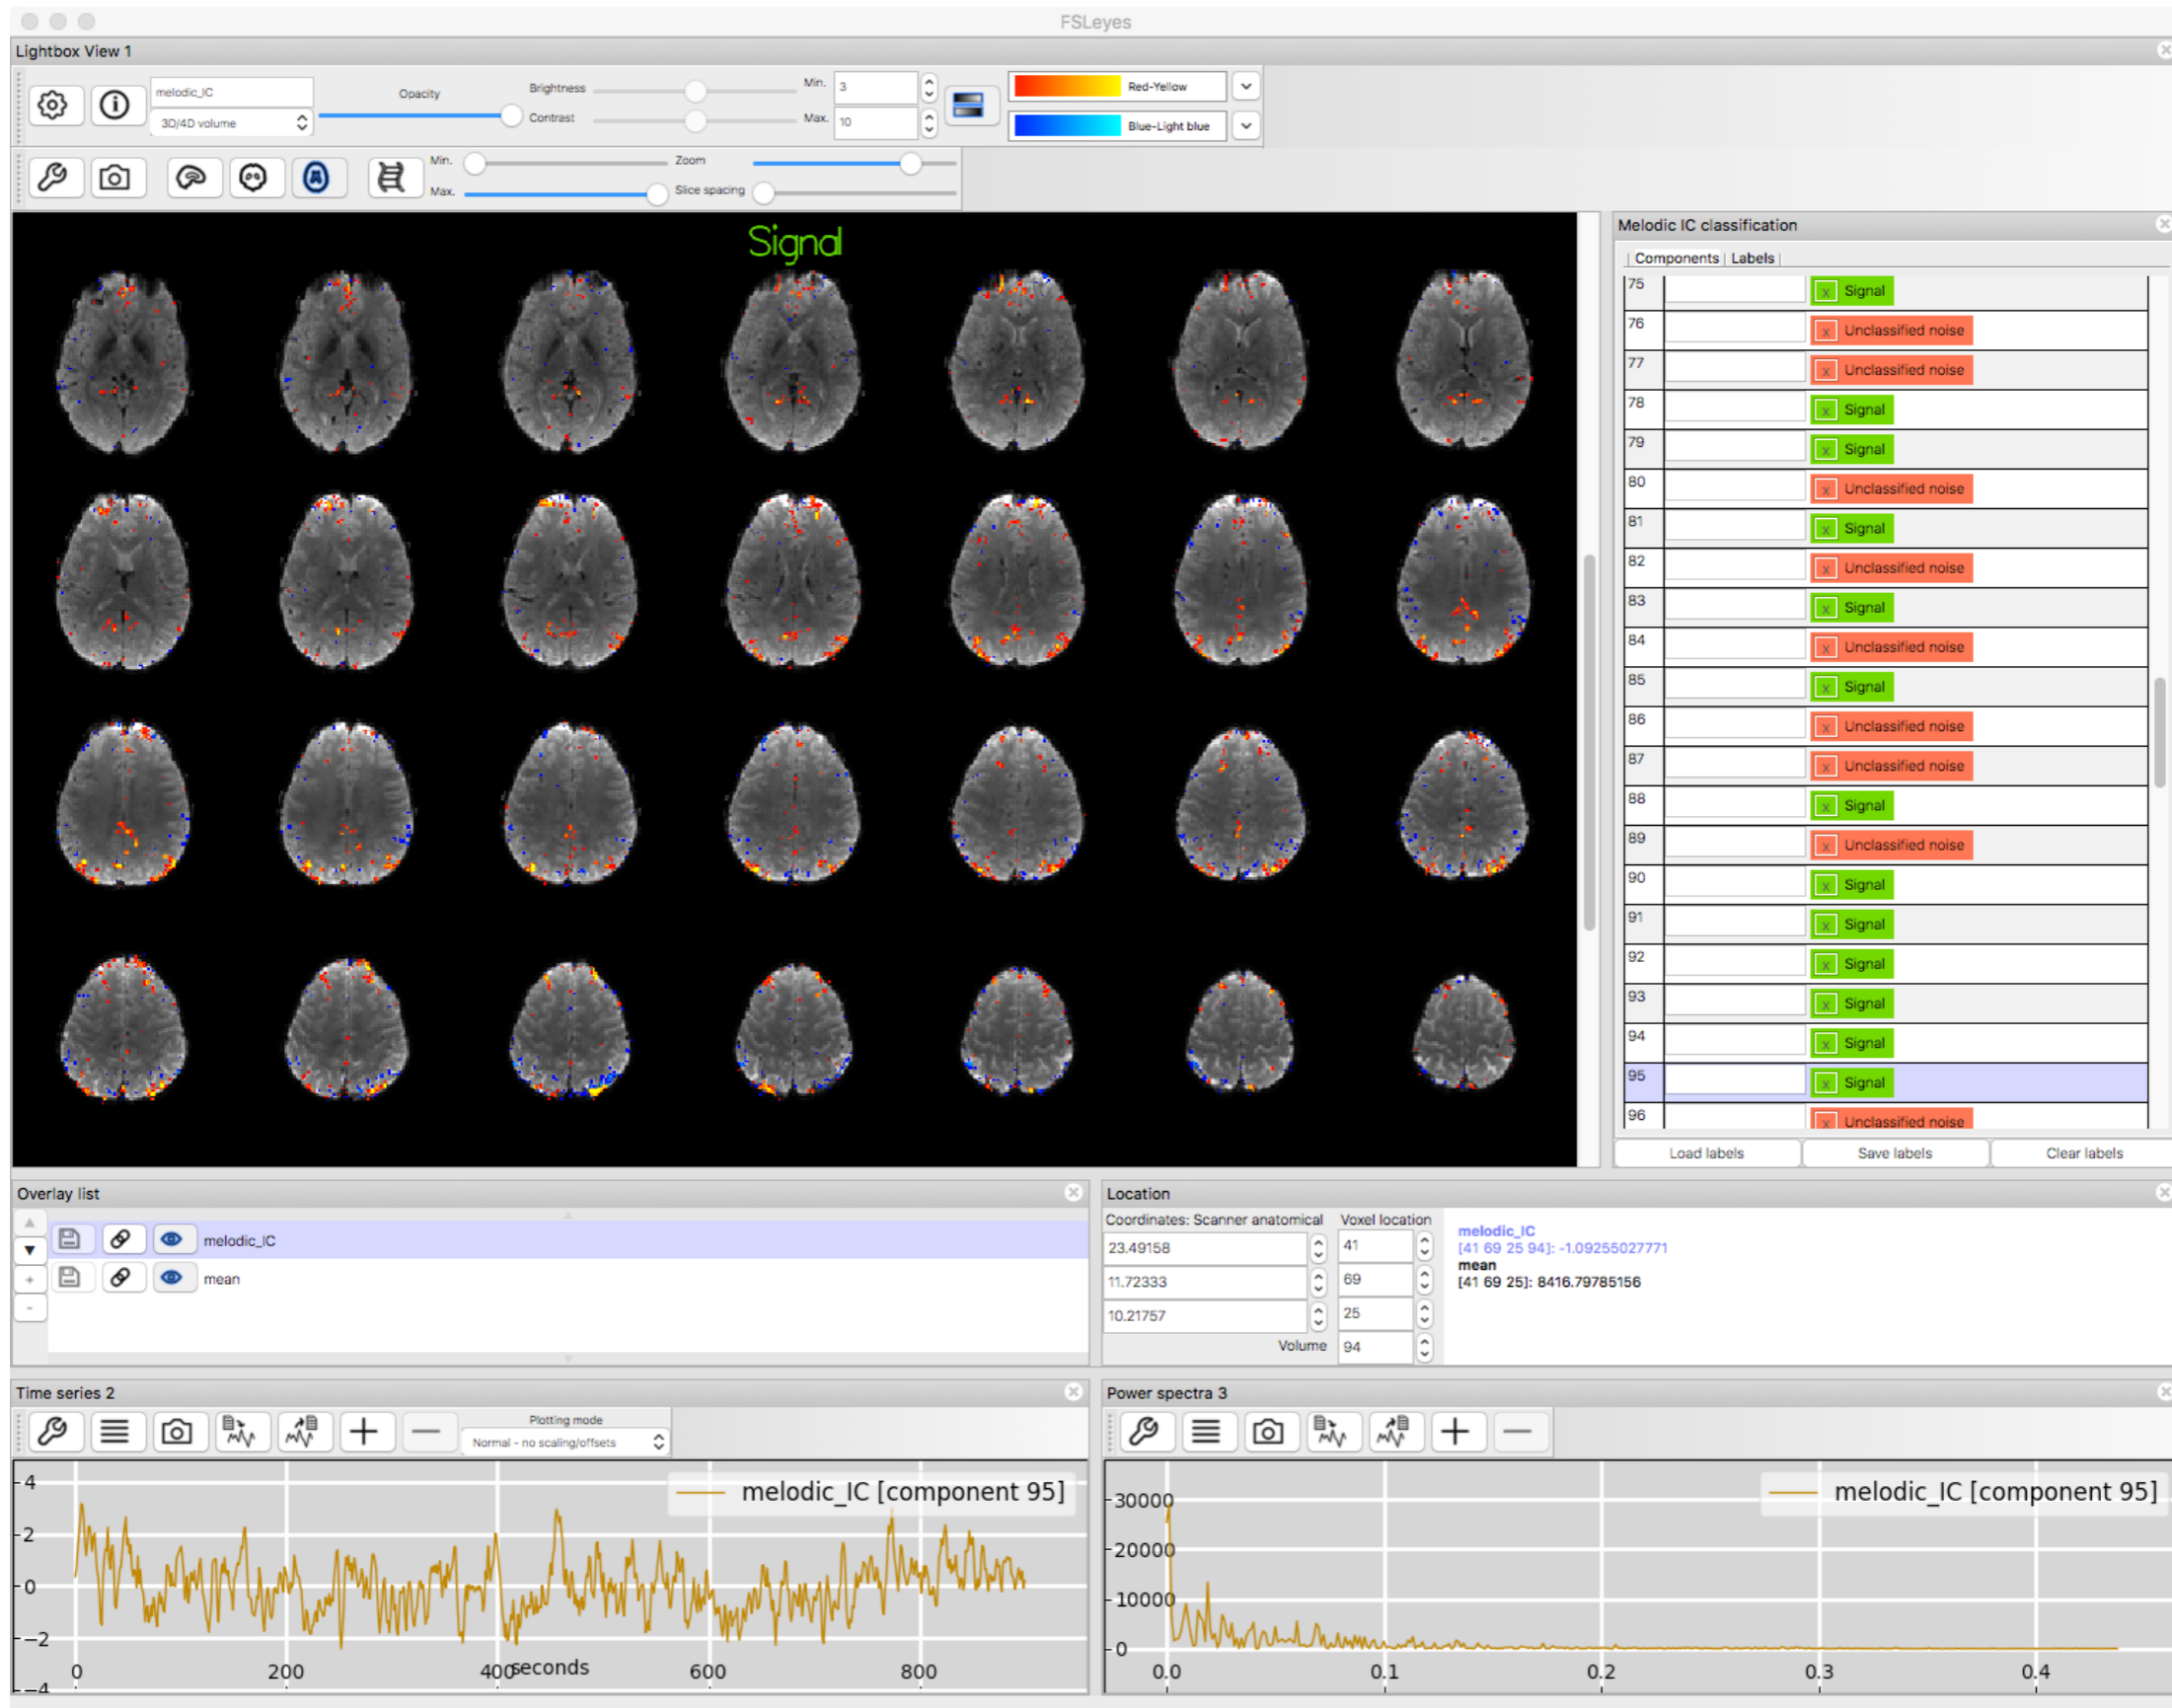 FSLeyes
Lightbox View 1
melodic_IC
3D/4D volume
Opacity
Brightness
Contrast
Min. 3
Max. 10
Red-Yellow
Blue-Light blue
Min.
Max.
Zoom
Slice spacing
Signal
Melodic IC classification
Components Labels
75 x Signal
76 x Unclassified noise
77 x Unclassified noise
78 x Signal
79 x Signal
80 x Unclassified noise
81 x Signal
82 x Unclassified noise
83 x Signal
84 x Unclassified noise
85 x Signal
86 x Unclassified noise
87 x Unclassified noise
88 x Signal
89 x Unclassified noise
90 x Signal
91 x Signal
92 x Signal
93 x Signal
94 x Signal
95 x Signal
96 x Unclassified noise
Load labels Save labels Clear labels
Overlay list
melodic_IC
mean
Location
Coordinates: Scanner anatomical Voxel location
23.49158 41
11.72333 69
10.21757 25
Volume 94
melodic_IC
[41 69 25 94]: -1.09255027771
mean
[41 69 25]: 8416.79785156
Time series 2
Plotting mode
Normal - no scaling/offsets
melodic_IC [component 95]
4
2
0
−2
−4
0 200 400 600 800
seconds
Power spectra 3
melodic_IC [component 95]
30000
20000
10000
0
0.0 0.1 0.2 0.3 0.4